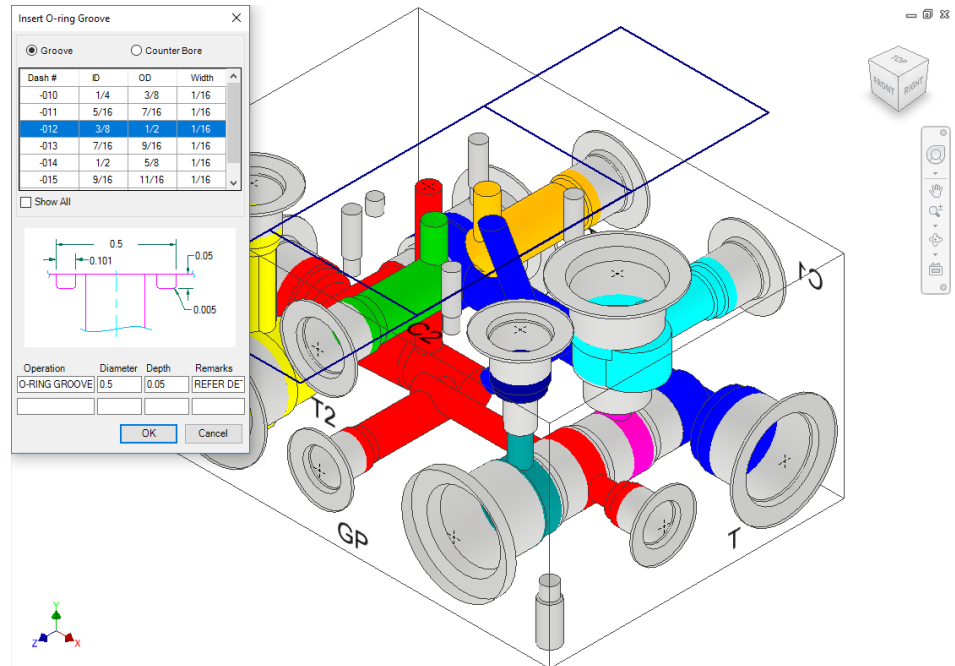 Insert O-ring Groove
Groove Counter Bore
Dash # ID OD Width
-010 1/4 3/8 1/16
-011 5/16 7/16 1/16
-012 3/8 1/2 1/16
-013 7/16 9/16 1/16
-014 1/2 5/8 1/16
-015 9/16 11/16 1/16
Show All
0.5
0.101
0.05
0.005
Operation Diameter Depth Remarks
O-RING GROOVE 0.5 0.05 REFER DET
OK Cancel
TOP
FRONT RIGHT
C1
C2
T2
GP
T
Y
Z X